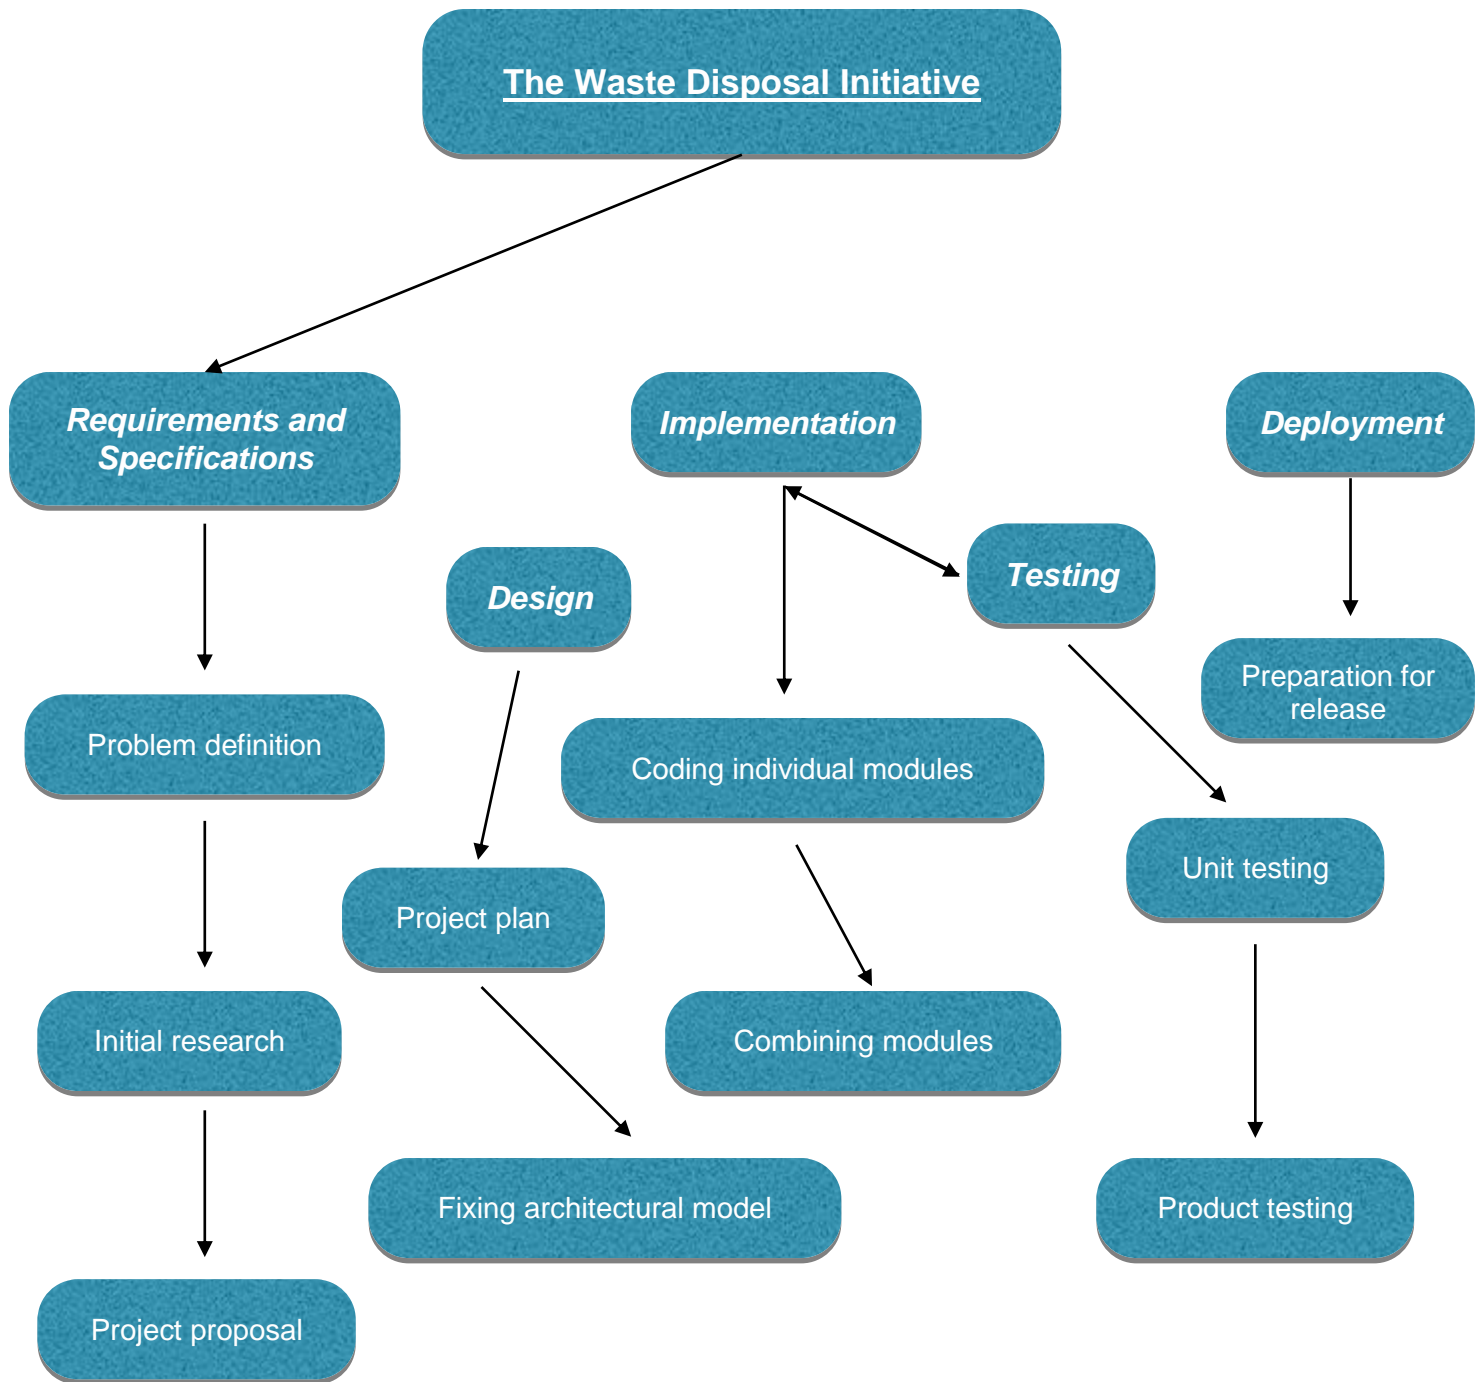 The Waste Disposal Initiative
Requirements and
Specifications
Implementation
Deployment
Design
Testing
Preparation for
release
Problem definition
Coding individual modules
Unit testing
Project plan
Initial research
Combining modules
Fixing architectural model
Product testing
Project proposal